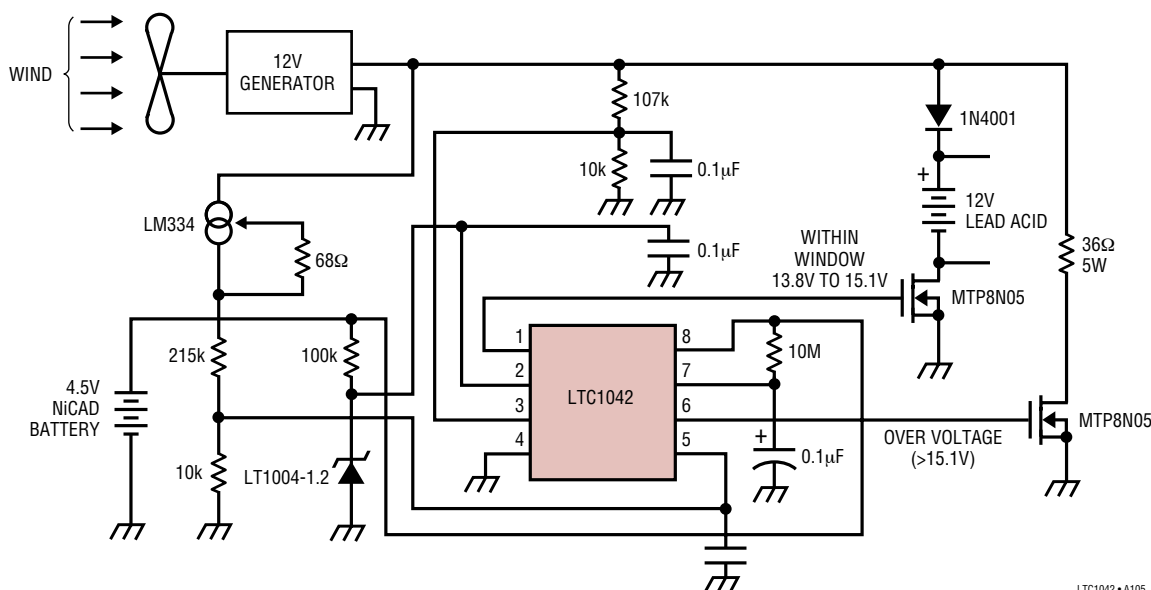 WIND
12V
GENERATOR
107k
10k
0.1µF
1N4001
+
12V
LEAD ACID
36Ω
5W
LM334
68Ω
0.1µF
WITHIN
WINDOW
13.8V TO 15.1V
MTP8N05
215k
100k
4.5V
NiCAD
BATTERY
10k
LT1004-1.2
1
2
3
4
LTC1042
8
7
6
5
10M
+
0.1µF
OVER VOLTAGE
(>15.1V)
MTP8N05
LTC1042 • A105